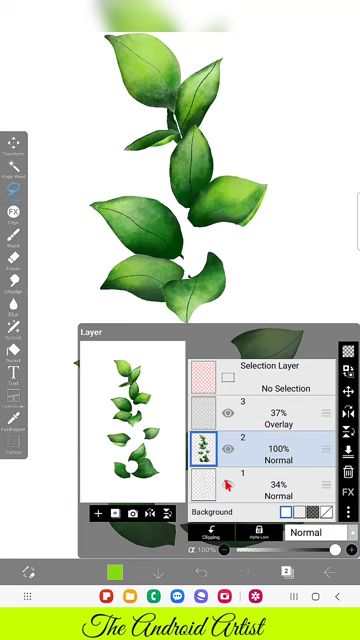 Transform
Magic Wand
Lasso
Filter
Brush
Eraser
Smudge
Blur
Special
Bucket
Text
Frame Divider
Eyedropper
Canvas
Layer
Selection Layer
No Selection
3
37%
Overlay
2
100%
Normal
1
34%
Normal
Background
Clipping
Alpha Lock
Normal
α 100%
FX
2
The Android Artist